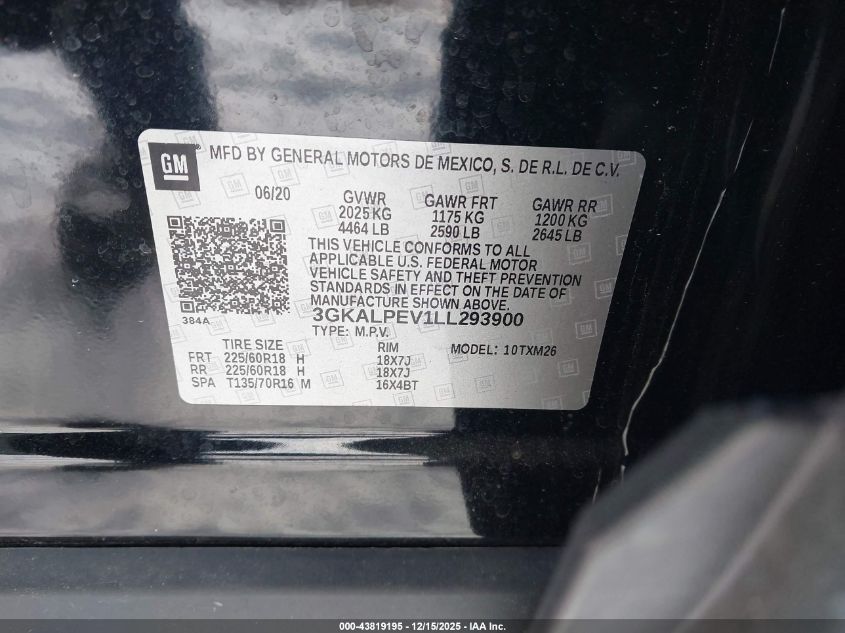 GM MFD BY GENERAL MOTORS DE MEXICO, S. DE R.L. DE C.V.
06/20 GVWR GAWR FRT GAWR RR
2025 KG 1175 KG 1200 KG
4464 LB 2590 LB 2645 LB
THIS VEHICLE CONFORMS TO ALL
APPLICABLE U.S. FEDERAL MOTOR
VEHICLE SAFETY AND THEFT PREVENTION
STANDARDS IN EFFECT ON THE DATE OF
MANUFACTURE SHOWN ABOVE.
384A 3GKALPEV1LL293900
TYPE: M.P.V.
TIRE SIZE RIM MODEL: 10TXM26
FRT 225/60R18 H 18X7J
RR 225/60R18 H 18X7J
SPA T135/70R16 M 16X4BT
000-43819195 - 12/15/2025 - IAA Inc.